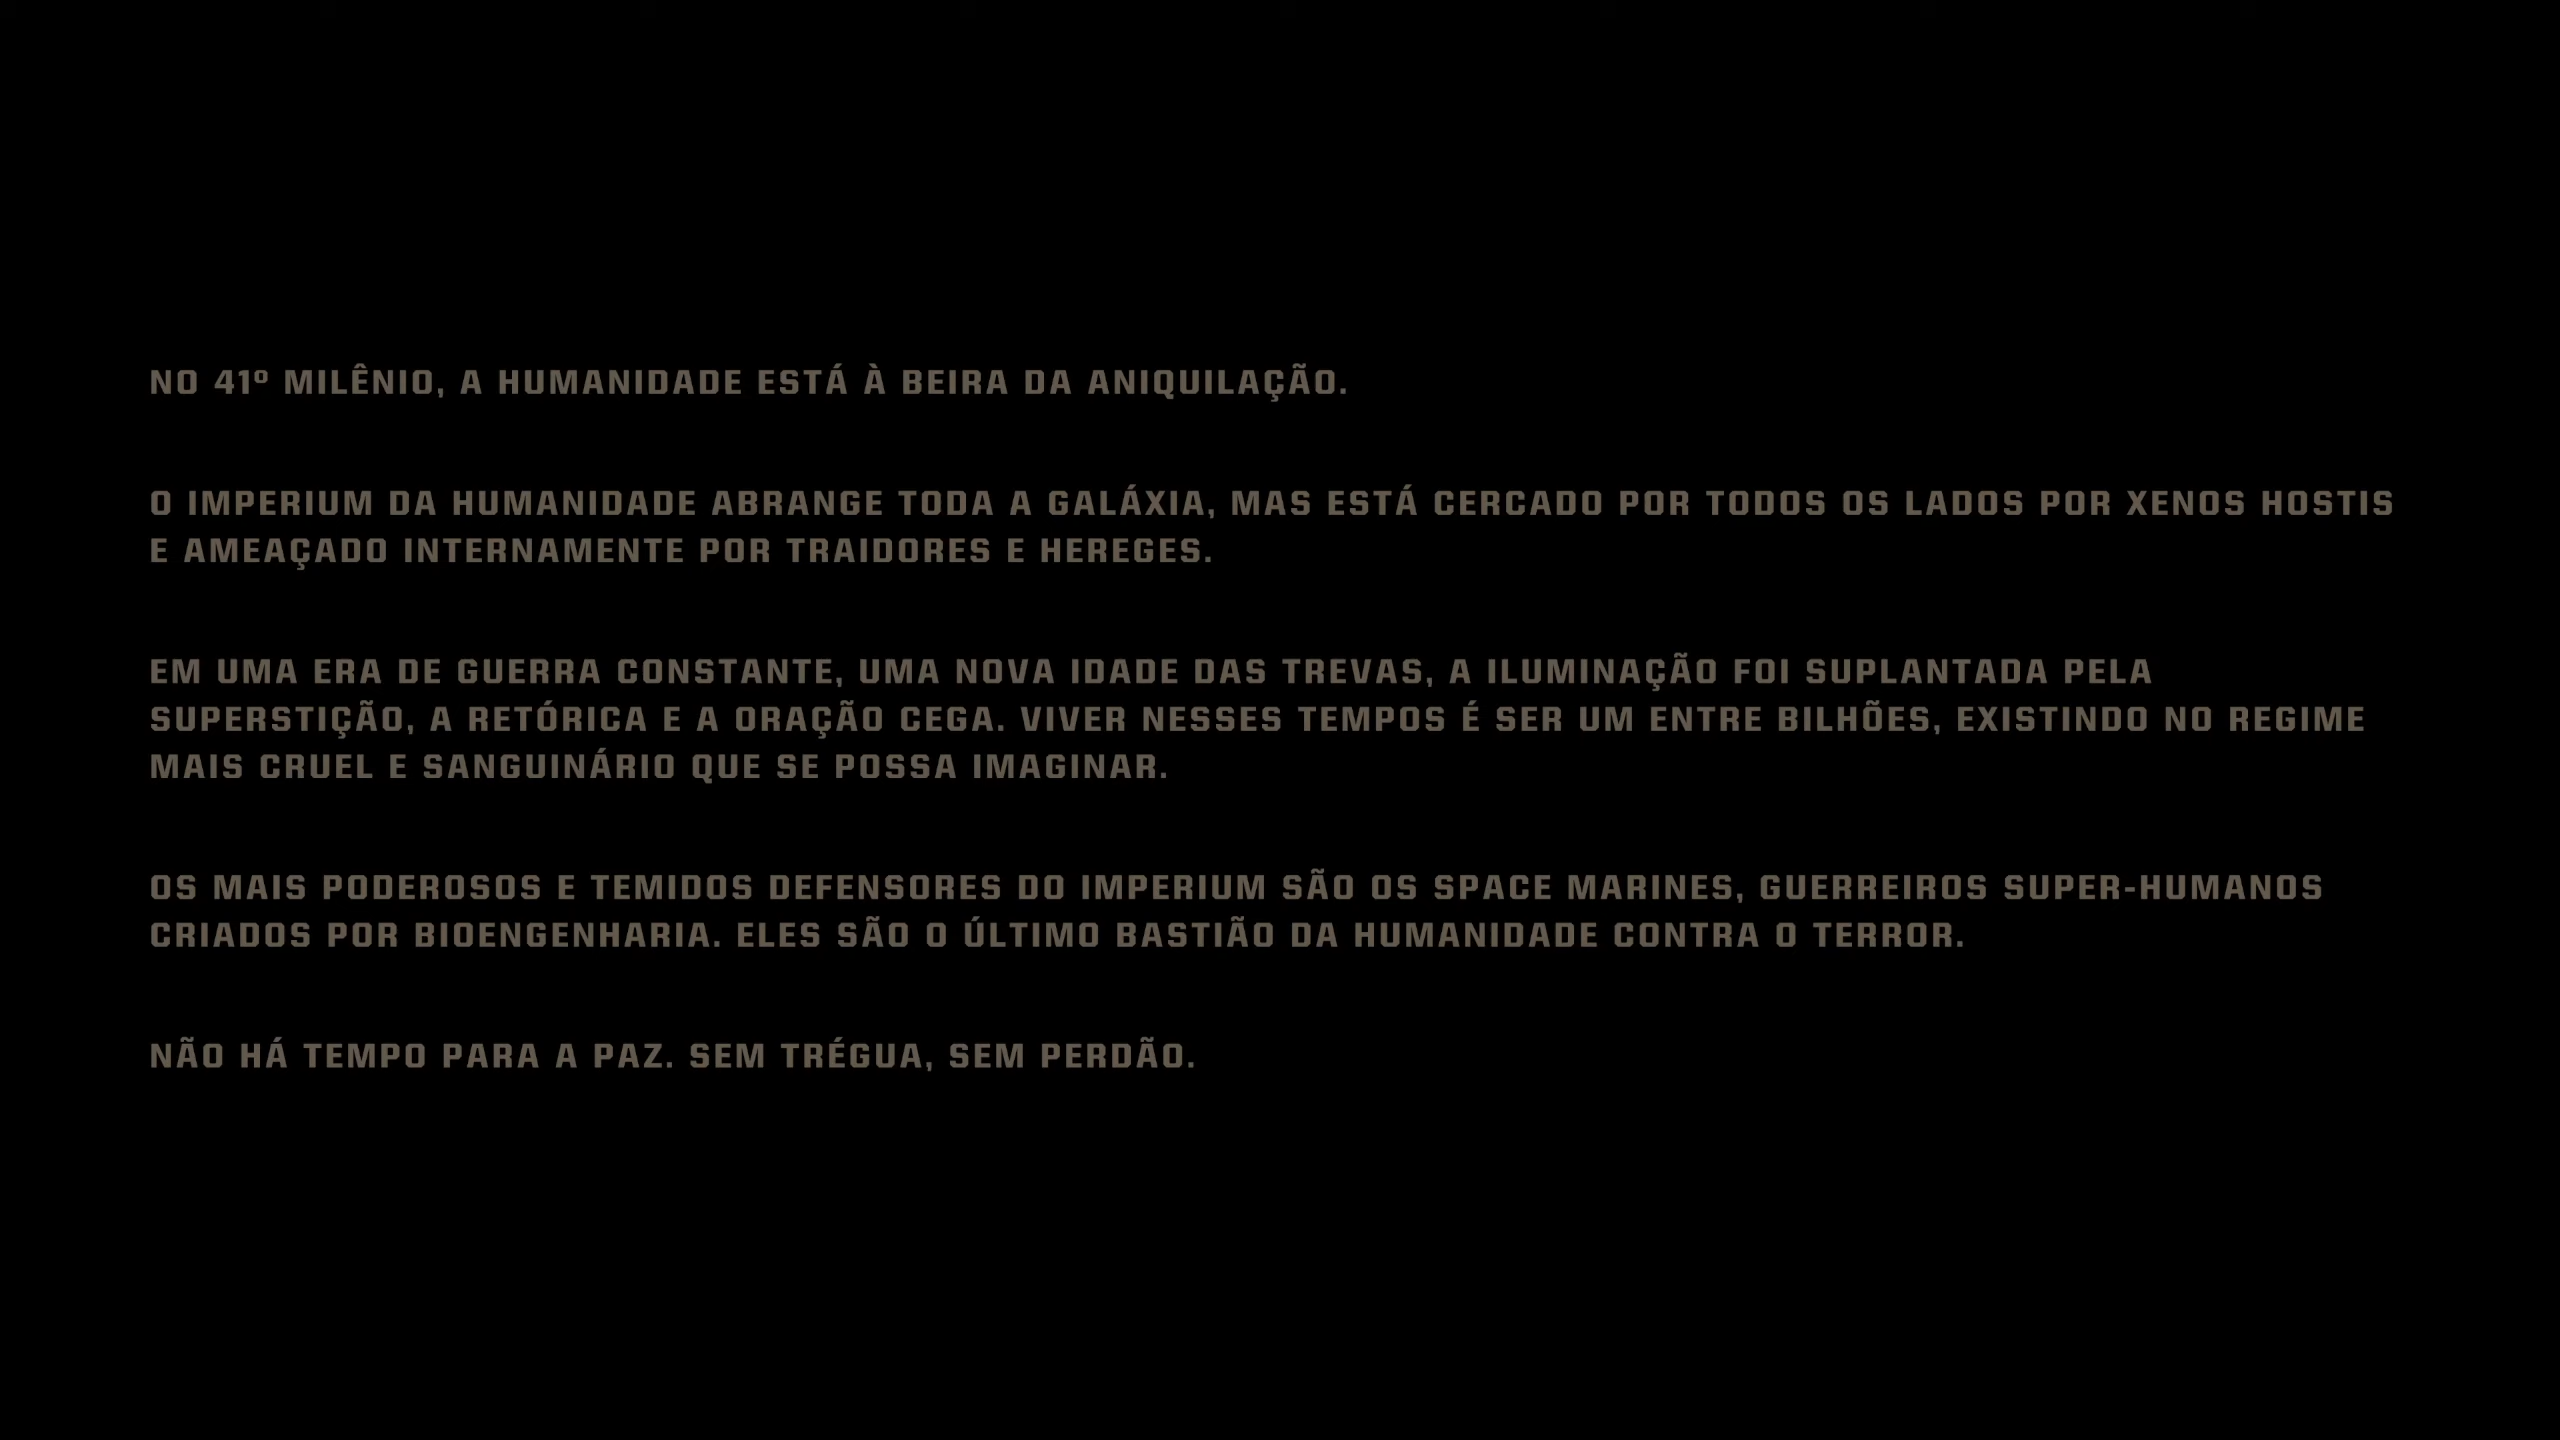 NO 41º MILÊNIO, A HUMANIDADE ESTÁ À BEIRA DA ANIQUILAÇÃO.
O IMPERIUM DA HUMANIDADE ABRANGE TODA A GALÁXIA, MAS ESTÁ CERCADO POR TODOS OS LADOS POR XENOS HOSTIS
E AMEAÇADO INTERNAMENTE POR TRAIDORES E HEREGES.
EM UMA ERA DE GUERRA CONSTANTE, UMA NOVA IDADE DAS TREVAS, A ILUMINAÇÃO FOI SUPLANTADA PELA
SUPERSTIÇÃO, A RETÓRICA E A ORAÇÃO CEGA. VIVER NESSES TEMPOS É SER UM ENTRE BILHÕES, EXISTINDO NO REGIME
MAIS CRUEL E SANGUINÁRIO QUE SE POSSA IMAGINAR.
OS MAIS PODEROSOS E TEMIDOS DEFENSORES DO IMPERIUM SÃO OS SPACE MARINES, GUERREIROS SUPER-HUMANOS
CRIADOS POR BIOENGENHARIA. ELES SÃO O ÚLTIMO BASTIÃO DA HUMANIDADE CONTRA O TERROR.
NÃO HÁ TEMPO PARA A PAZ. SEM TRÉGUA, SEM PERDÃO.